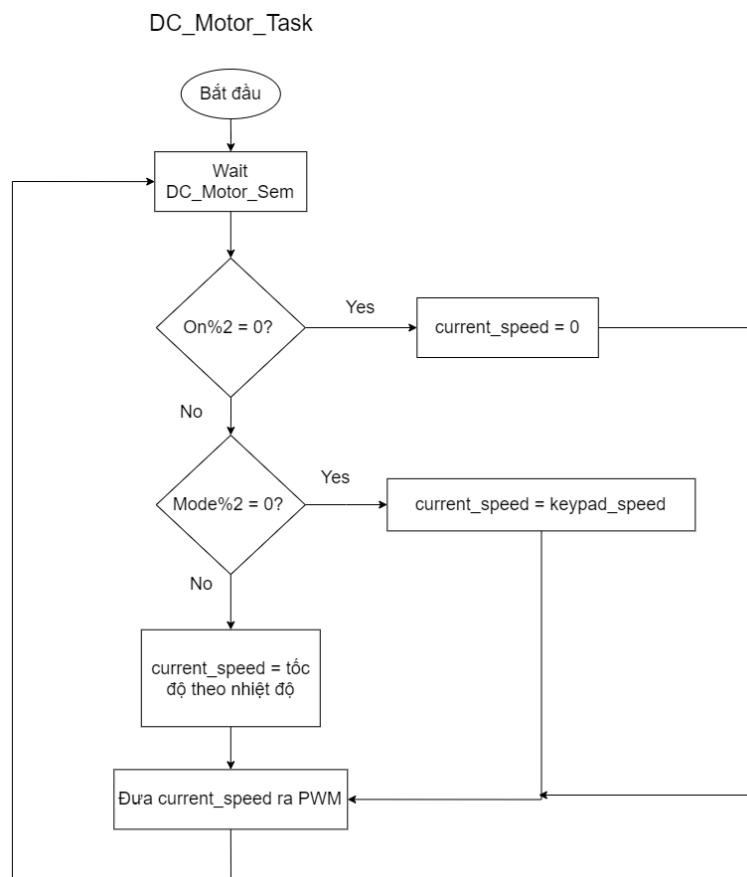 DC_Motor_Task
Bắt đầu
Wait
DC_Motor_Sem
On%2 = 0?
Yes
current_speed = 0
No
Mode%2 = 0?
Yes
current_speed = keypad_speed
No
current_speed = tốc
độ theo nhiệt độ
Đưa current_speed ra PWM